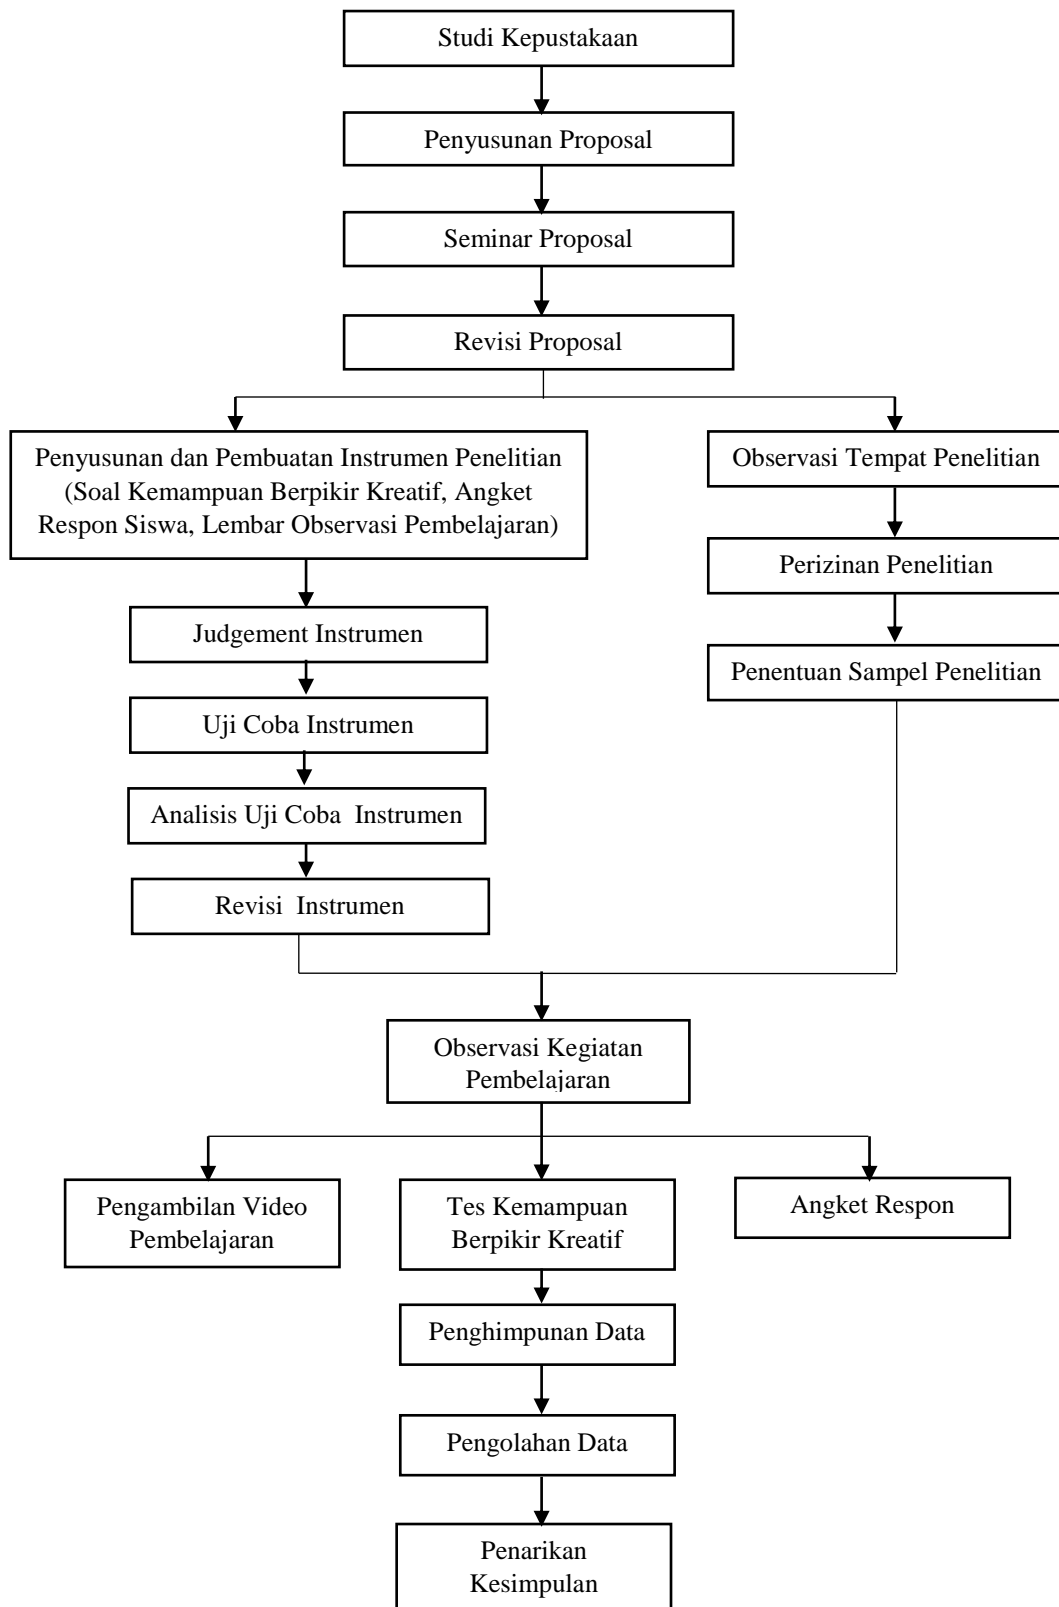 Studi Kepustakaan
Penyusunan Proposal
Seminar Proposal
Revisi Proposal
Penyusunan dan Pembuatan Instrumen Penelitian
(Soal Kemampuan Berpikir Kreatif, Angket
Respon Siswa, Lembar Observasi Pembelajaran)
Observasi Tempat Penelitian
Perizinan Penelitian
Judgement Instrumen
Penentuan Sampel Penelitian
Uji Coba Instrumen
Analisis Uji Coba  Instrumen
Revisi  Instrumen
Observasi Kegiatan
Pembelajaran
Pengambilan Video
Pembelajaran
Tes Kemampuan
Berpikir Kreatif
Angket Respon
Penghimpunan Data
Pengolahan Data
Penarikan
Kesimpulan